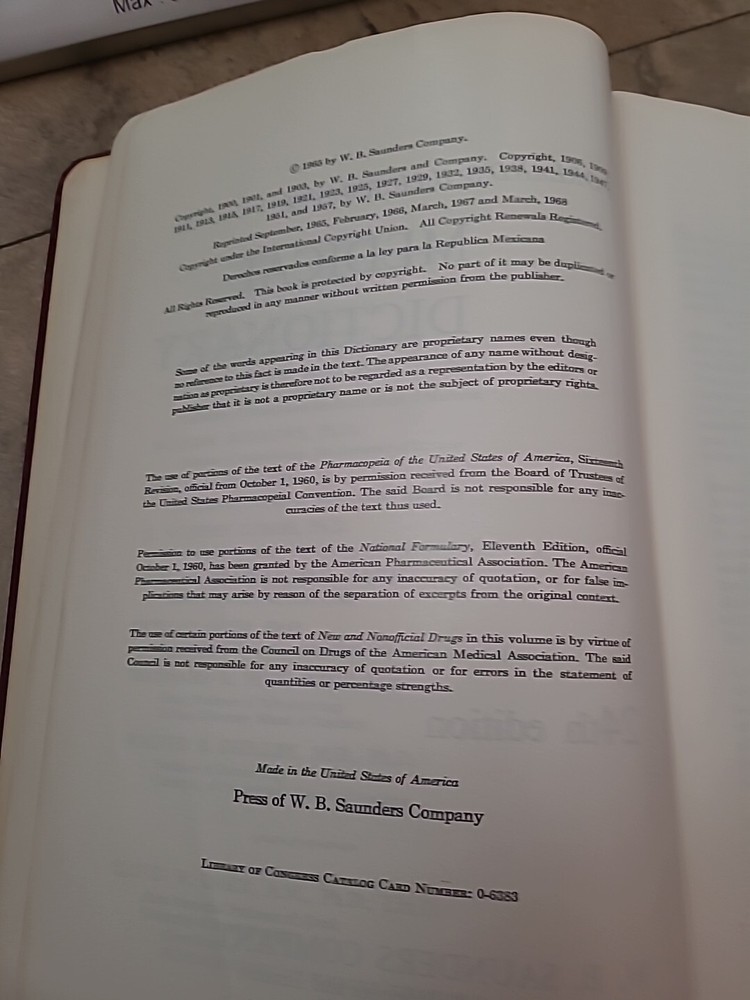 Max
© 1965 by W. B. Saunders Company.
Copyright, 1900, 1901, and 1903, by W. B. Saunders and Company. Copyright, 1906, 1909
1911, 1913, 1915, 1917, 1919, 1921, 1923, 1925, 1927, 1929, 1932, 1935, 1938, 1941, 1944, 1947
1951, and 1957, by W. B. Saunders Company.
Reprinted September, 1965, February, 1966, March, 1967 and March, 1968
Copyright under the International Copyright Union. All Copyright Renewals Registered.
Derechos reservados conforme a la ley para la Republica Mexicana
All Rights Reserved. This book is protected by copyright. No part of it may be duplicated or
reproduced in any manner without written permission from the publisher.
Some of the words appearing in this Dictionary are proprietary names even though
no reference to this fact is made in the text. The appearance of any name without desig-
nation as proprietary is therefore not to be regarded as a representation by the editors or
publisher that it is not a proprietary name or is not the subject of proprietary rights.
The use of portions of the text of the Pharmacopeia of the United States of America, Sixteenth
Revision, official from October 1, 1960, is by permission received from the Board of Trustees of
the United States Pharmacopeial Convention. The said Board is not responsible for any inac-
curacies of the text thus used.
Permission to use portions of the text of the National Formulary, Eleventh Edition, official
October 1, 1960, has been granted by the American Pharmaceutical Association. The American
Pharmaceutical Association is not responsible for any inaccuracy of quotation, or for false im-
plications that may arise by reason of the separation of excerpts from the original context.
The use of certain portions of the text of New and Nonofficial Drugs in this volume is by virtue of
permission received from the Council on Drugs of the American Medical Association. The said
Council is not responsible for any inaccuracy of quotation or for errors in the statement of
quantities or percentage strengths.
Made in the United States of America
Press of W. B. Saunders Company
Library of Congress Catalog Card Number: 0-6383